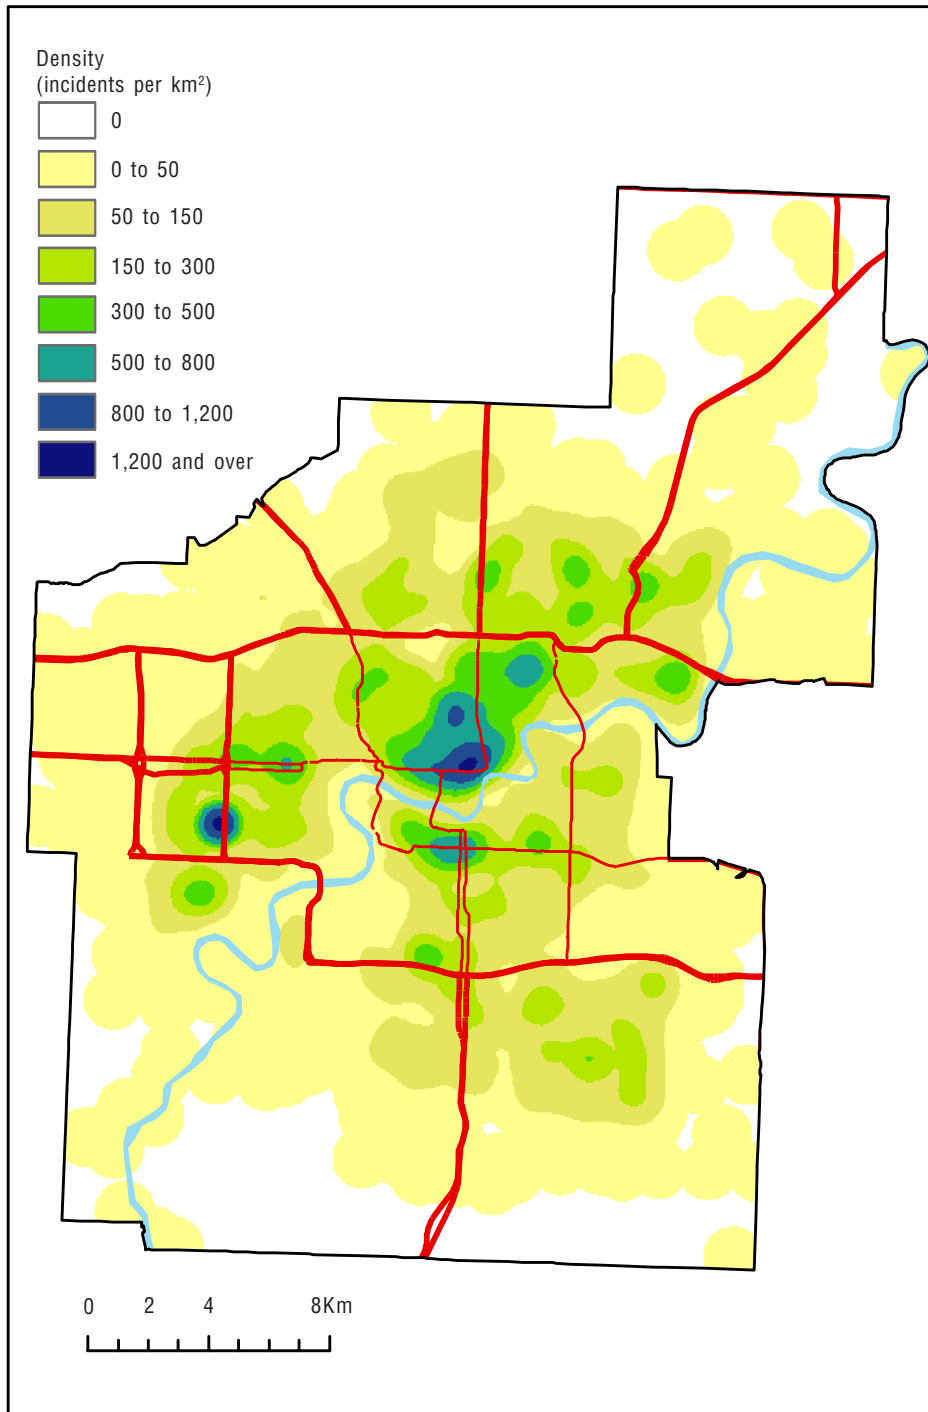 Density
(incidents per km²)
0
0 to 50
50 to 150
150 to 300
300 to 500
500 to 800
800 to 1,200
1,200 and over
0 2 4 8Km